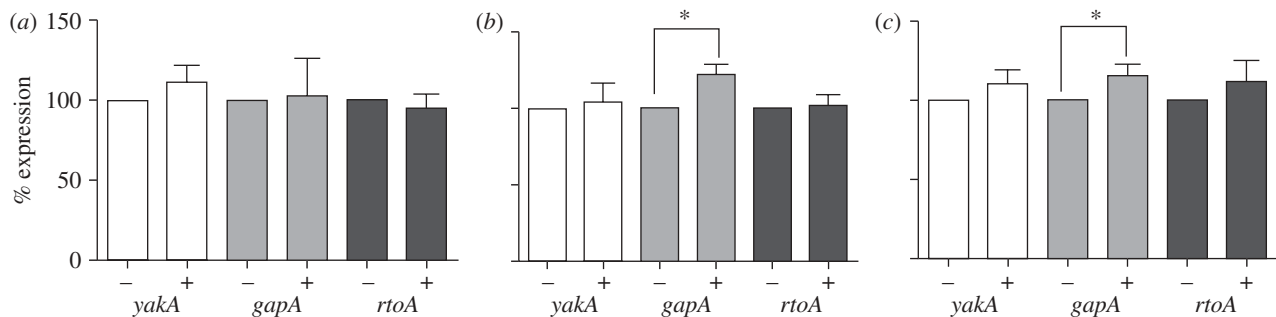 (a)
150
100
50
0
% expression
– + – + – +
yakA gapA rtoA
(b)
*
– + – + – +
yakA gapA rtoA
(c)
*
– + – + – +
yakA gapA rtoA